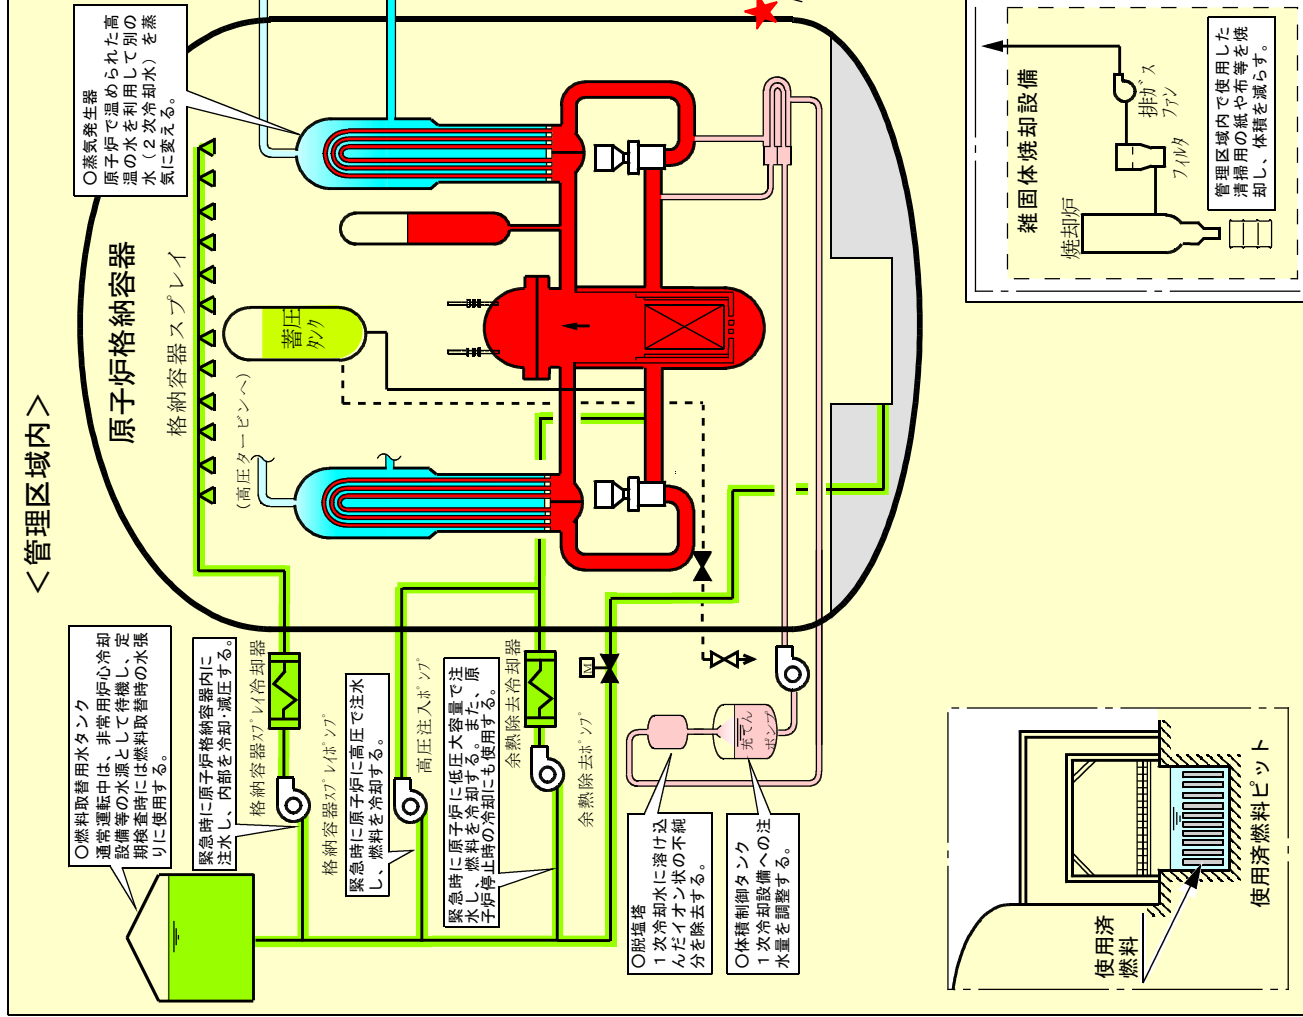 ＜管理区域内＞
原子炉格納容器
格納容器スプレイ
○蒸気発生器
原子炉で温められた高
温の水を利用して別の
水（２次冷却水）を蒸
気に変える。
蓄圧
タンク
（高圧タービンへ）
○燃料取替用水タンク
通常運転中は、非常用炉心冷却
設備等の水源として待機し、定
期検査時には燃料取替時の水張
りに使用する。
緊急時に原子炉格納容器内に
注水し、内部を冷却・減圧する。
格納容器スプレイ冷却器
格納容器スプレイポンプ
緊急時に原子炉に高圧で注水
し、燃料を冷却する。
高圧注入ポンプ
緊急時に原子炉に低圧大容量で注
水し、燃料を冷却する。また、原
子炉停止時の冷却にも使用する。
余熱除去冷却器
余熱除去ポンプ
M
充てん
ポンプ
○脱塩塔
１次冷却水に溶け込
んだイオン状の不純
分を除去する。
○体積制御タンク
１次冷却設備への注
水量を調整する。
雑固体焼却設備
焼却炉
フィルタ
排ガス
ファン
管理区域内で使用した
清掃用の紙や布等を焼
却し、体積を減らす。
使用済
燃料
使用済燃料ピット